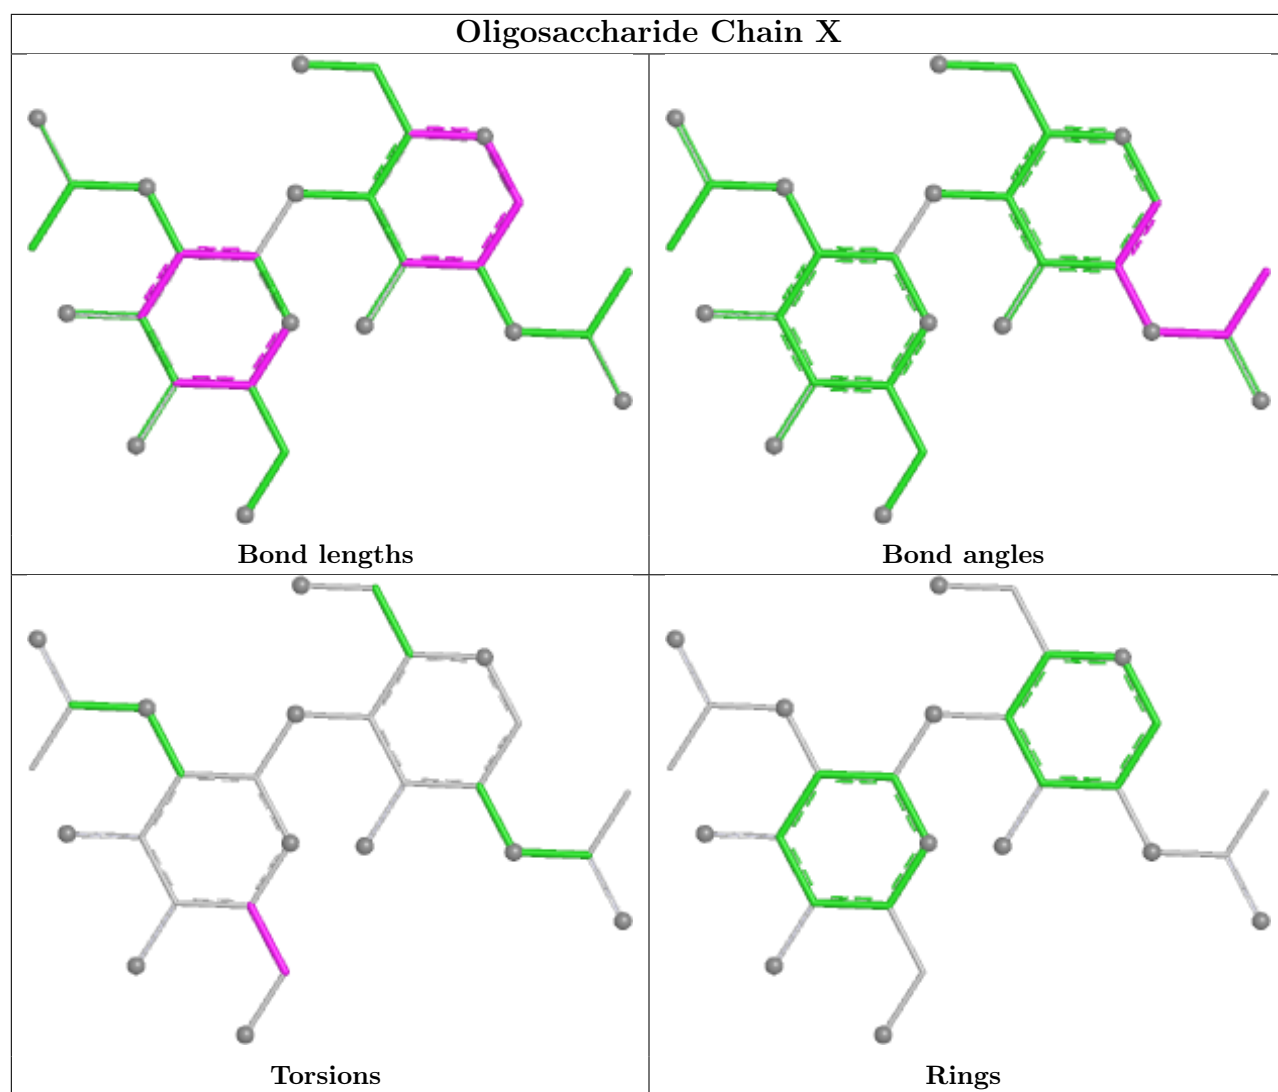 Oligosaccharide Chain X
Bond lengths
Bond angles
Torsions
Rings